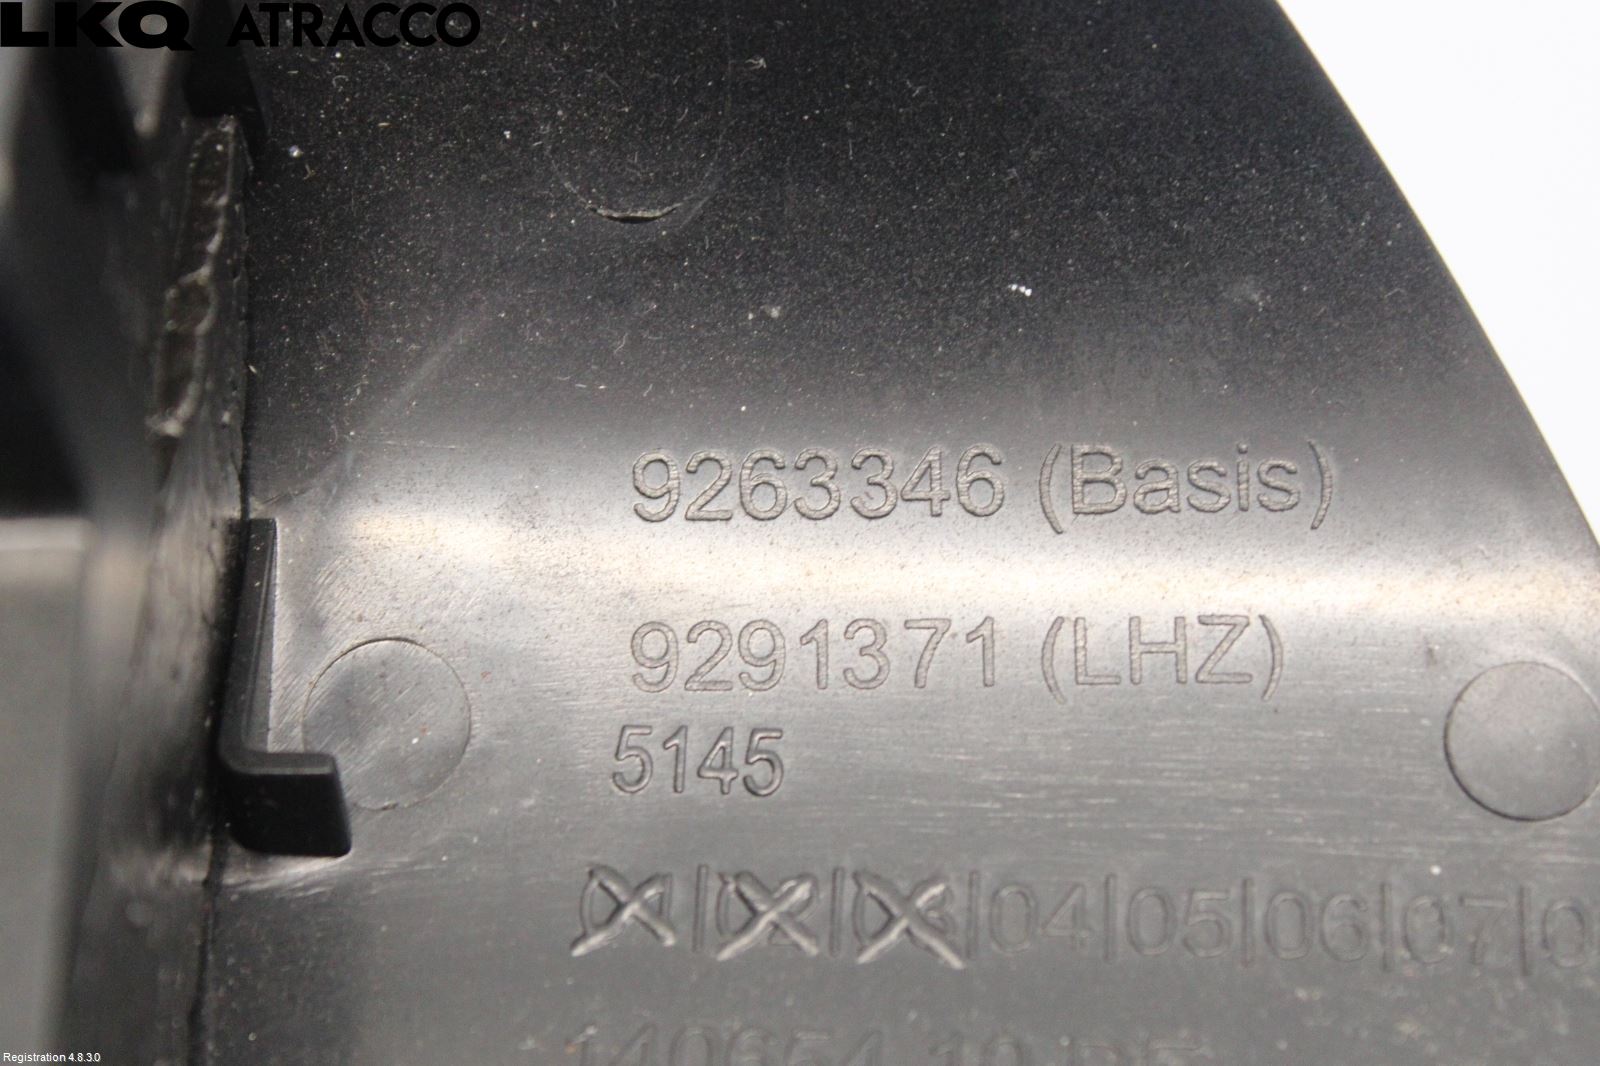 LKQ ATRACCO
9263346 (Basis)
9291371 (LHZ)
5145
|04|05|06|07|
Registration 4.8.3.0